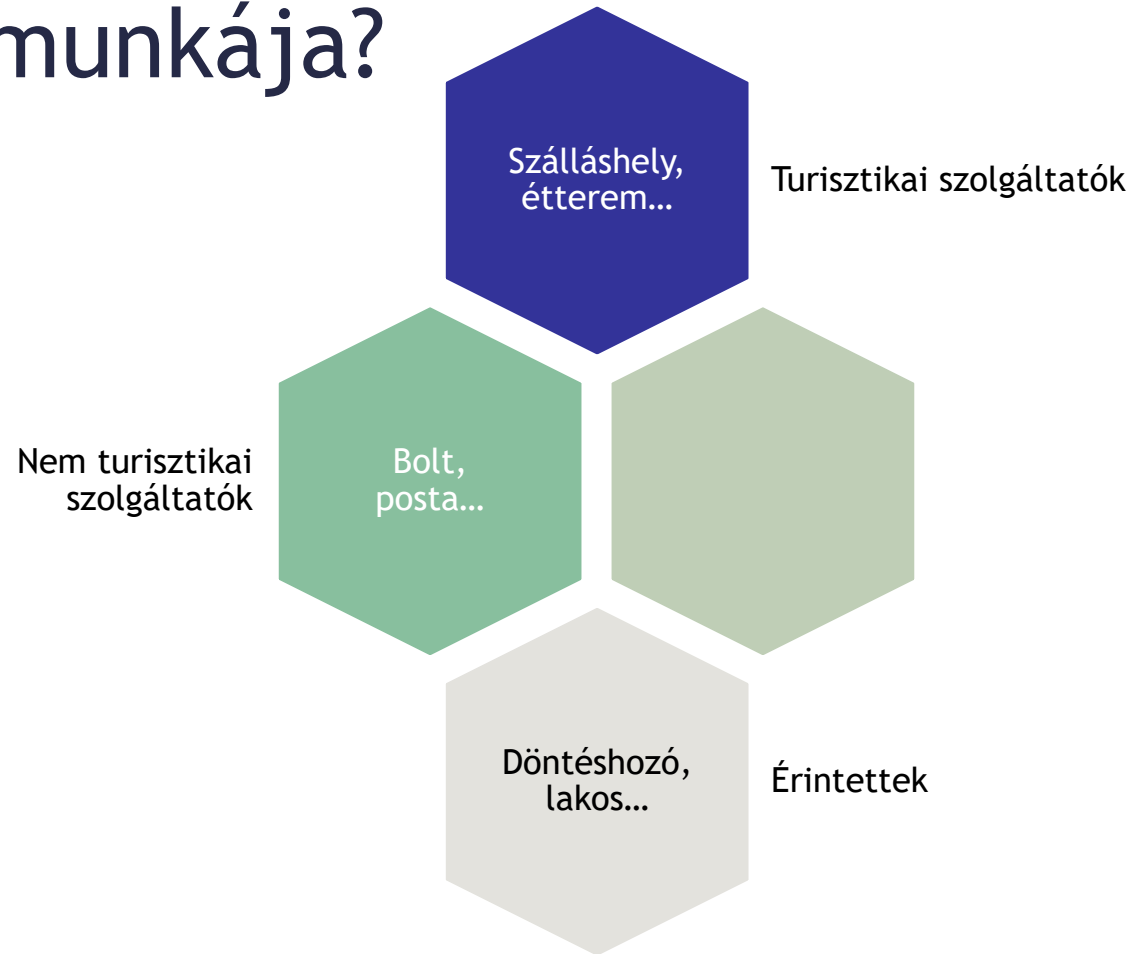 munkája?
Szálláshely,
étterem…
Turisztikai szolgáltatók
Nem turisztikai
szolgáltatók
Bolt,
posta…
Döntéshozó,
lakos…
Érintettek